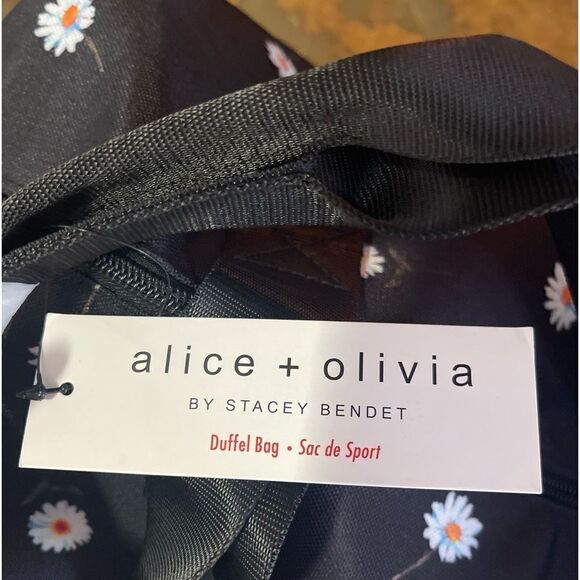 alice + olivia
BY STACEY BENDET
Duffel Bag • Sac de Sport